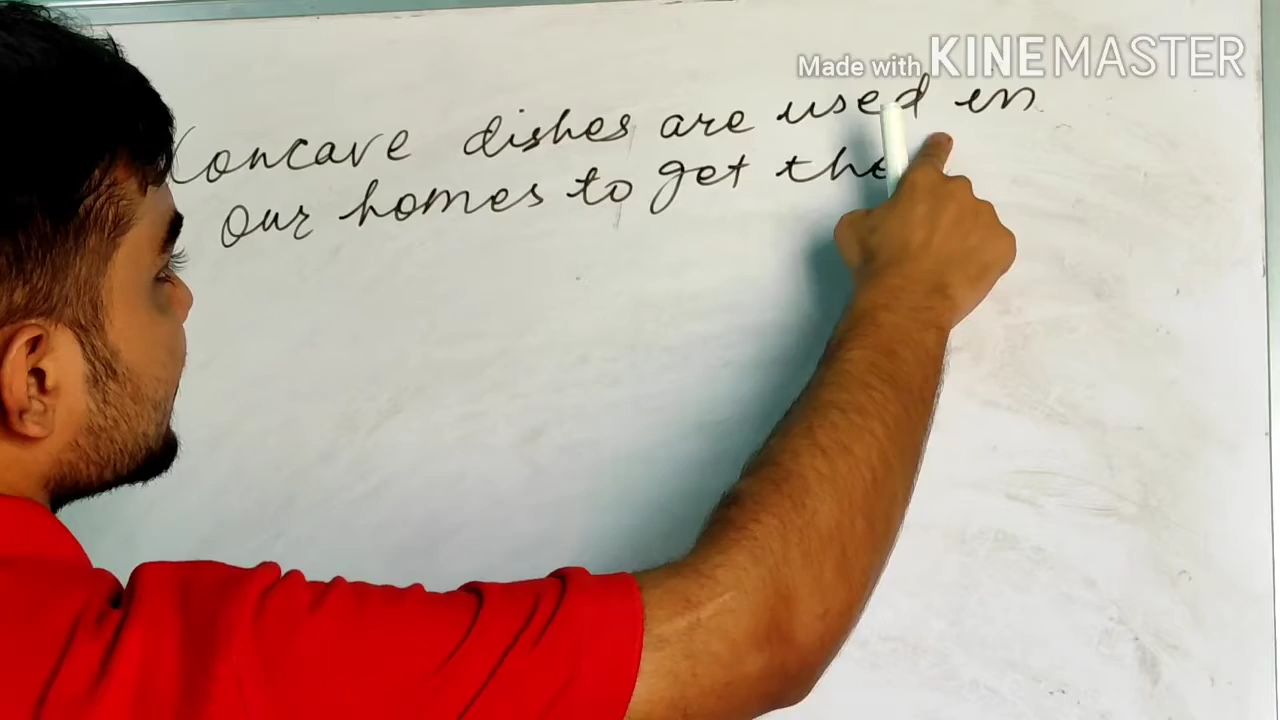 Made with KINEMASTER
Concave dishes are used in
our homes to get the